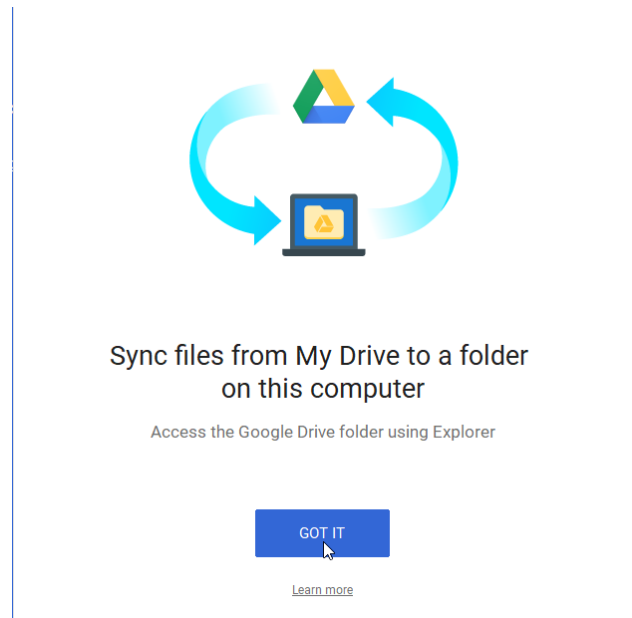 Sync files from My Drive to a folder
on this computer
Access the Google Drive folder using Explorer
GOT IT
Learn more